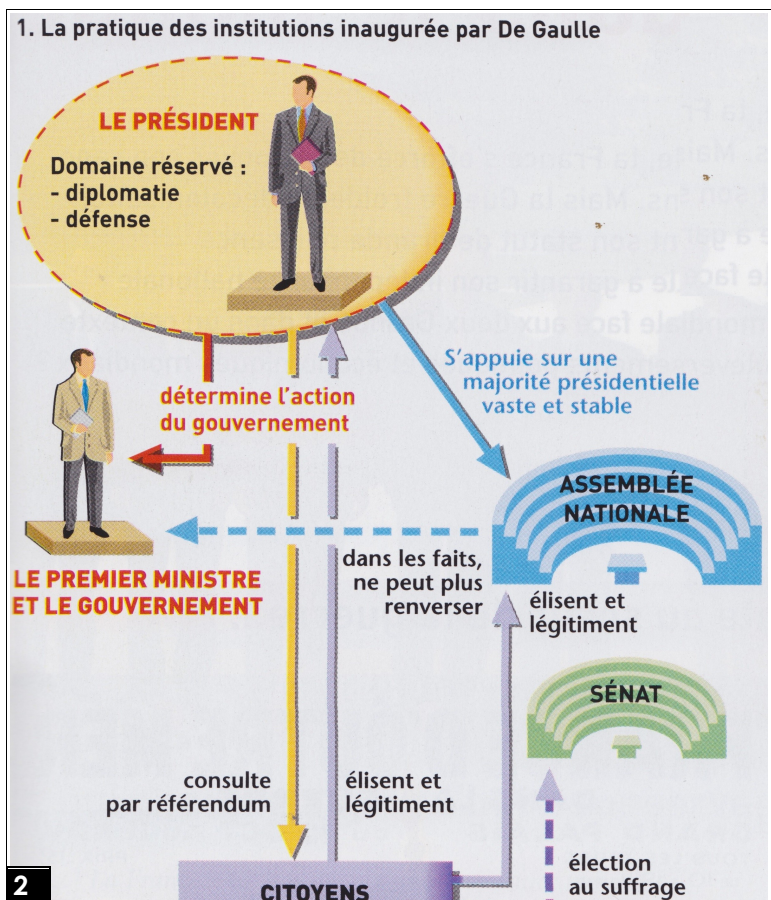 1. La pratique des institutions inaugurée par De Gaulle
LE PRÉSIDENT
Domaine réservé :
- diplomatie
- défense
S'appuie sur une
majorité présidentielle
vaste et stable
détermine l'action
du gouvernement
ASSEMBLÉE
NATIONALE
dans les faits,
ne peut plus
renverser
LE PREMIER MINISTRE
ET LE GOUVERNEMENT
élisent et
légitiment
SÉNAT
consulte
par référendum
élisent et
légitiment
élection
au suffrage
CITOYENS
2